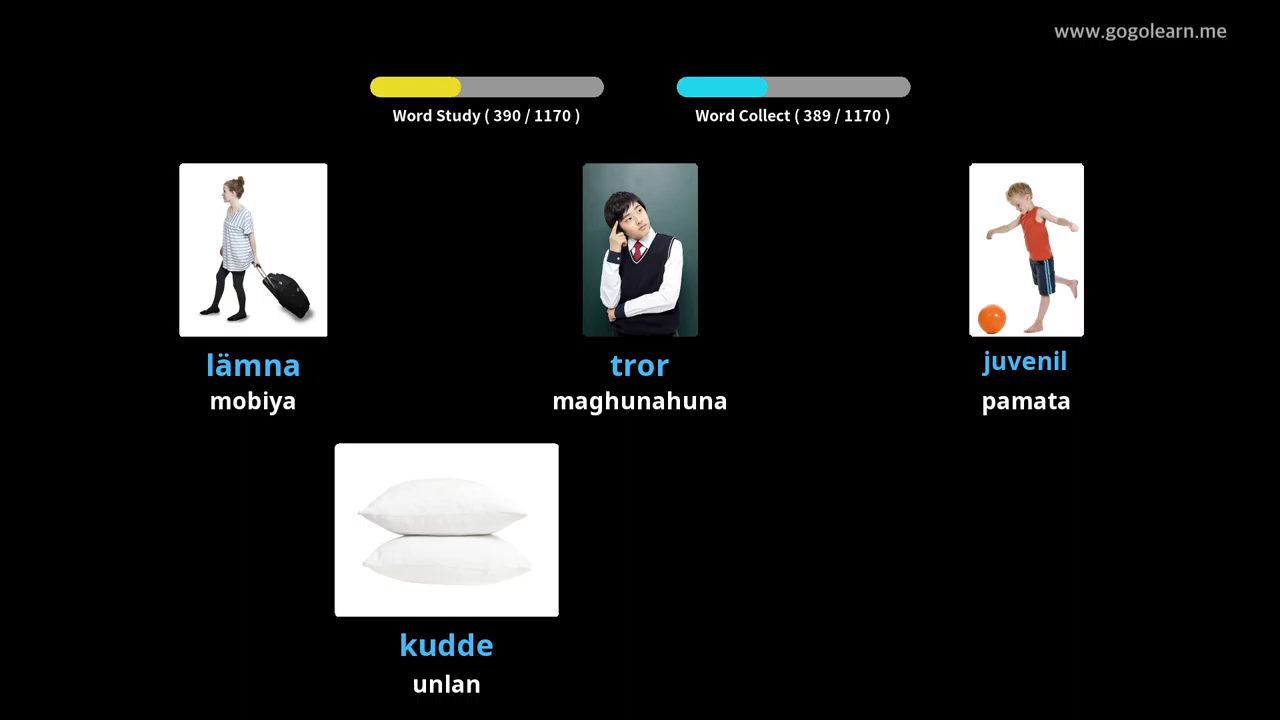 www.gogolearn.me
Word Study ( 390 / 1170 )
Word Collect ( 389 / 1170 )
lämna
mobiya
tror
maghunahuna
juvenil
pamata
kudde
unlan